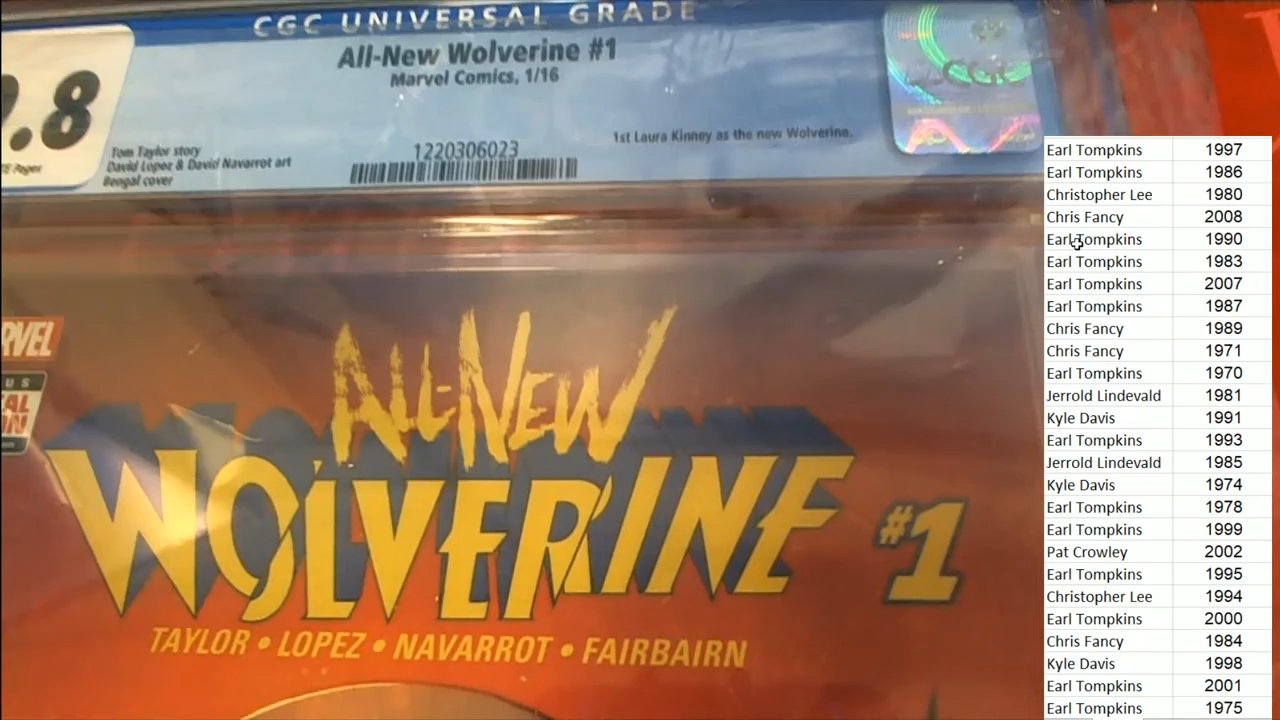 CGC UNIVERSAL GRADE
All-New Wolverine #1
Marvel Comics, 1/16
.8
Pages
Tom Taylor story
David Lopez & David Navarrot art
Bengal cover
1220306023
1st Laura Kinney as the new Wolverine.
CGC
ALL-NEW
WOLVERINE
#1
TAYLOR • LOPEZ • NAVARROT • FAIRBAIRN
Earl Tompkins 1997
Earl Tompkins 1986
Christopher Lee 1980
Chris Fancy 2008
Earl Tompkins 1990
Earl Tompkins 1983
Earl Tompkins 2007
Earl Tompkins 1987
Chris Fancy 1989
Chris Fancy 1971
Earl Tompkins 1970
Jerrold Lindevald 1981
Kyle Davis 1991
Earl Tompkins 1993
Jerrold Lindevald 1985
Kyle Davis 1974
Earl Tompkins 1978
Earl Tompkins 1999
Pat Crowley 2002
Earl Tompkins 1995
Christopher Lee 1994
Earl Tompkins 2000
Chris Fancy 1984
Kyle Davis 1998
Earl Tompkins 2001
Earl Tompkins 1975